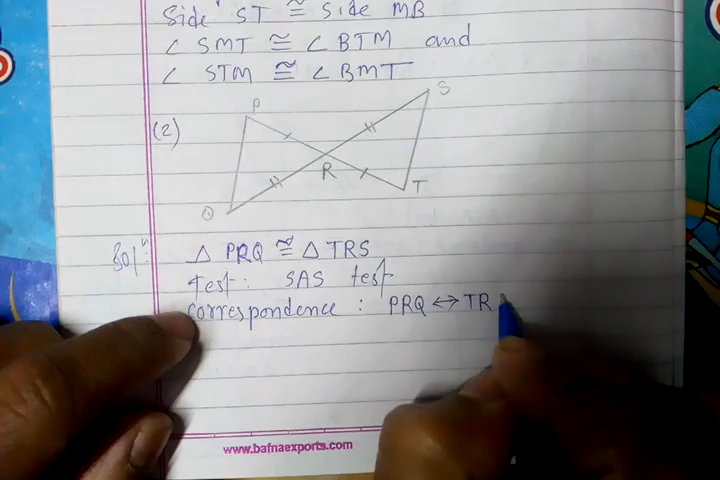 Side ST ≅ Side MB
∠ SMT ≅ ∠ BTM and
∠ STM ≅ ∠ BMT
(2)
P
S
R
T
Q
Solⁿ: △ PRQ ≅ △ TRS
Test: SAS test
correspondence : PRQ ↔ TR
www.bafnaexports.com